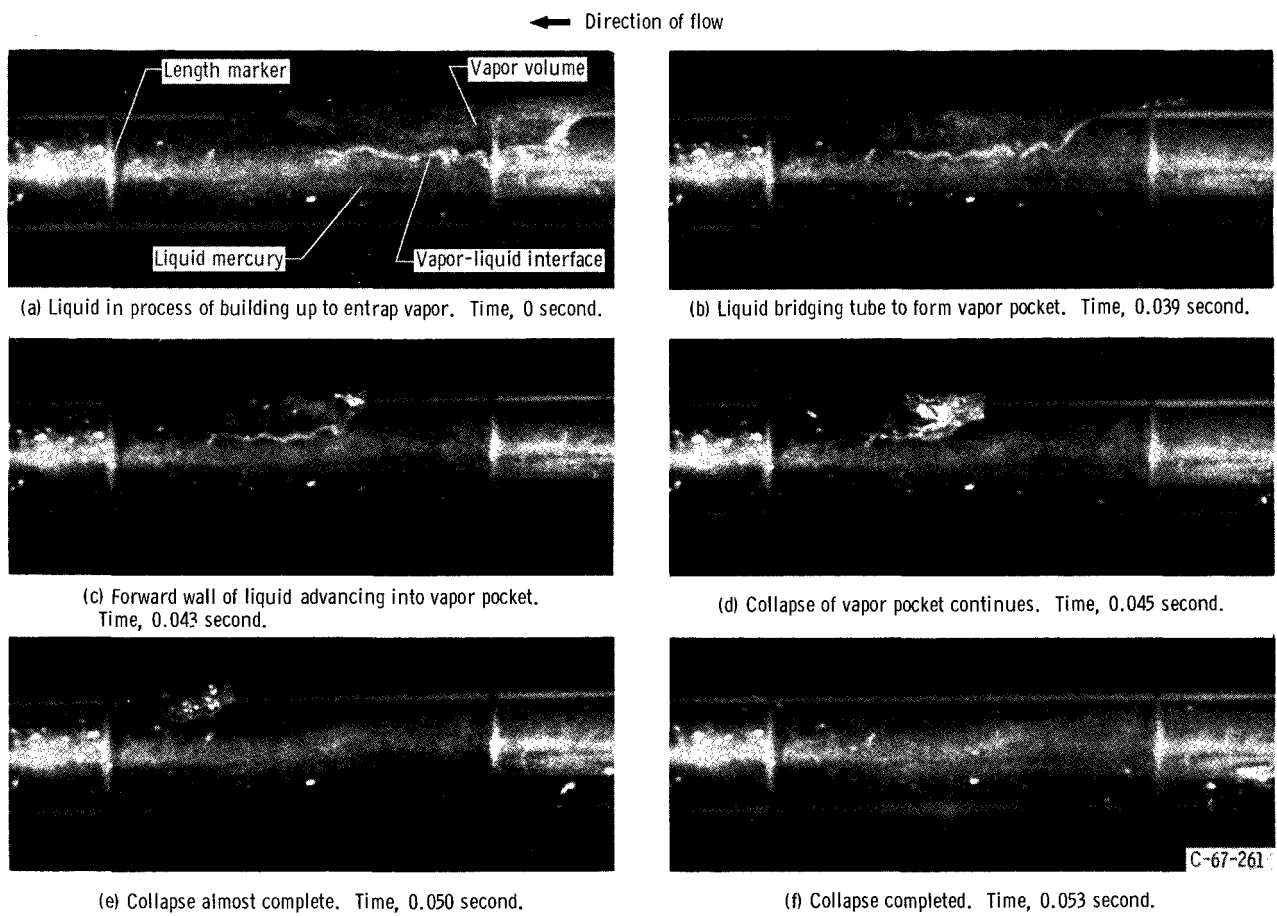 Direction of flow
Length marker
Vapor volume
Liquid mercury
Vapor-liquid interface
(a) Liquid in process of building up to entrap vapor. Time, 0 second.
(b) Liquid bridging tube to form vapor pocket. Time, 0.039 second.
(c) Forward wall of liquid advancing into vapor pocket.
Time, 0.043 second.
(d) Collapse of vapor pocket continues. Time, 0.045 second.
C-67-261
(e) Collapse almost complete. Time, 0.050 second.
(f) Collapse completed. Time, 0.053 second.